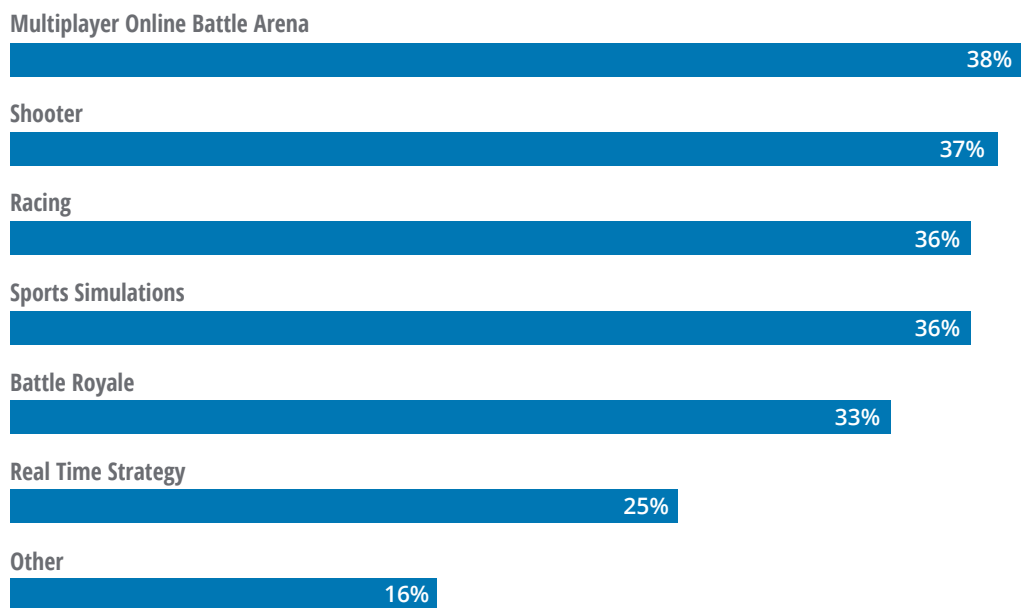 Multiplayer Online Battle Arena
38%
Shooter
37%
Racing
36%
Sports Simulations
36%
Battle Royale
33%
Real Time Strategy
25%
Other
16%